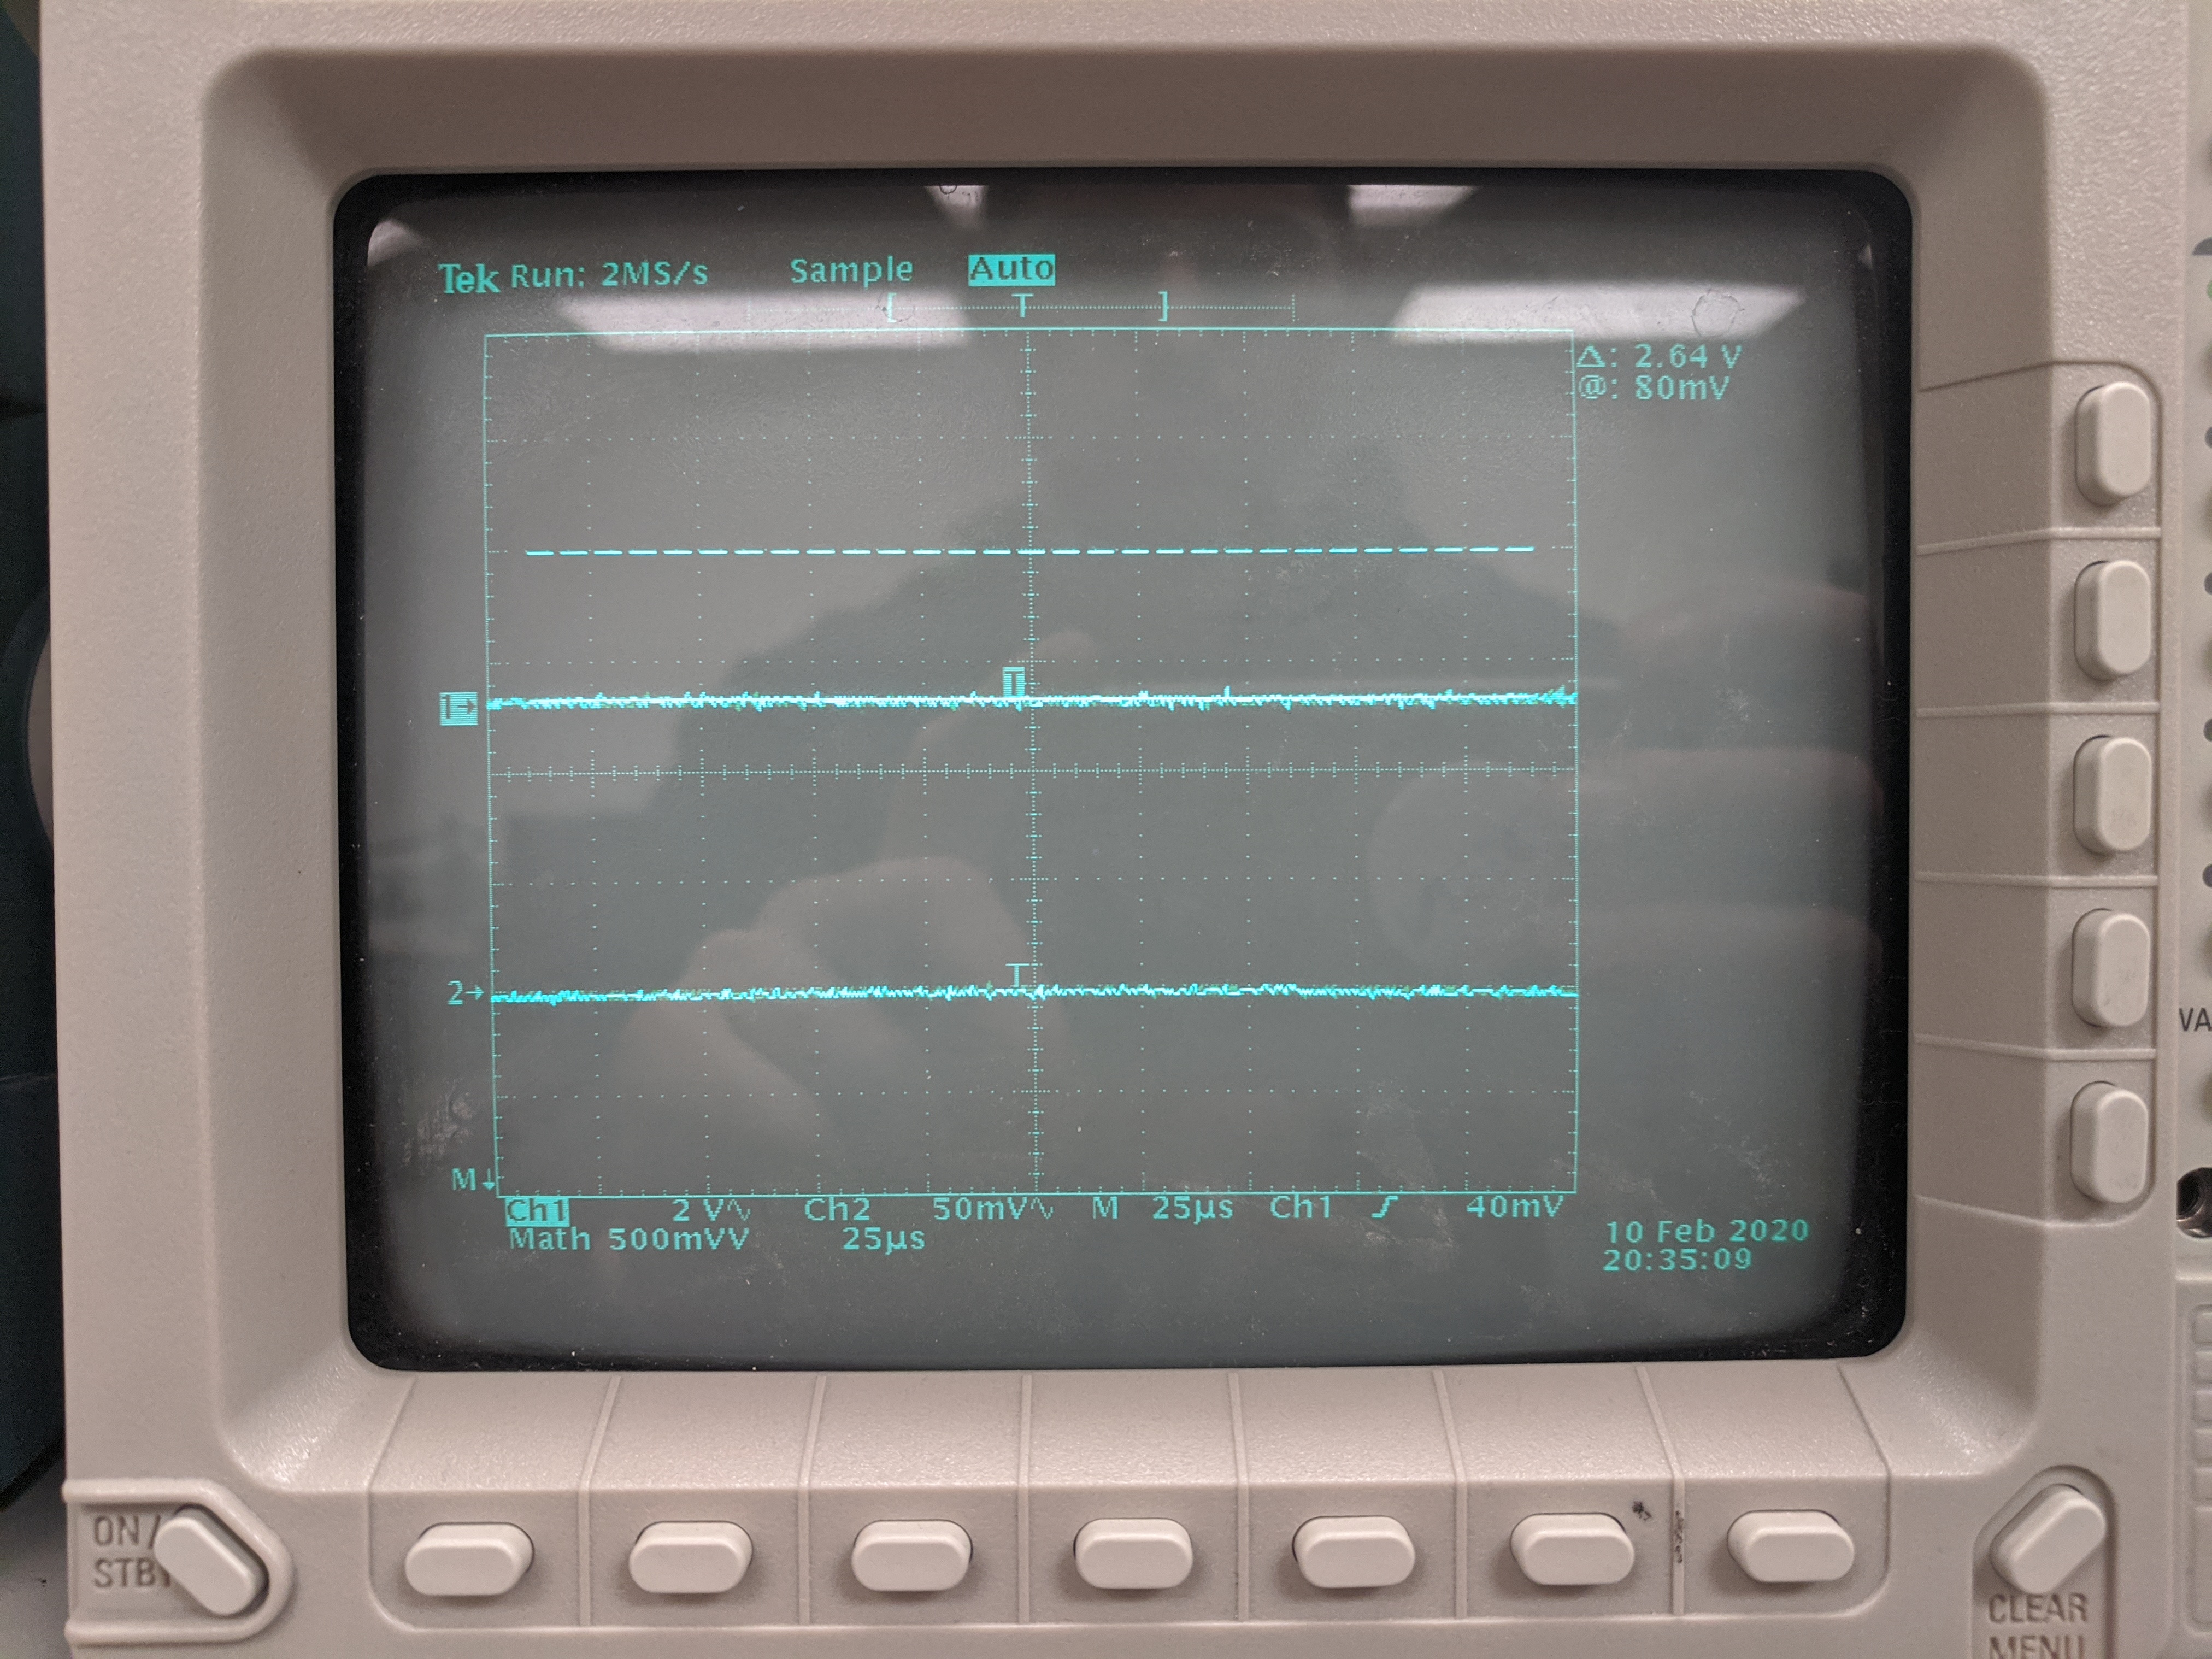 Tek Run: 2MS/s Sample Auto
[ T ]
Δ: 2.64 V
@: 80mV
T
1→
T
2→
M↓
Ch1 2 V∿ Ch2 50mV∿ M 25µs Ch1 40mV
Math 500mVV 25µs
10 Feb 2020
20:35:09
VA
ON/
STBY
CLEAR
MENU